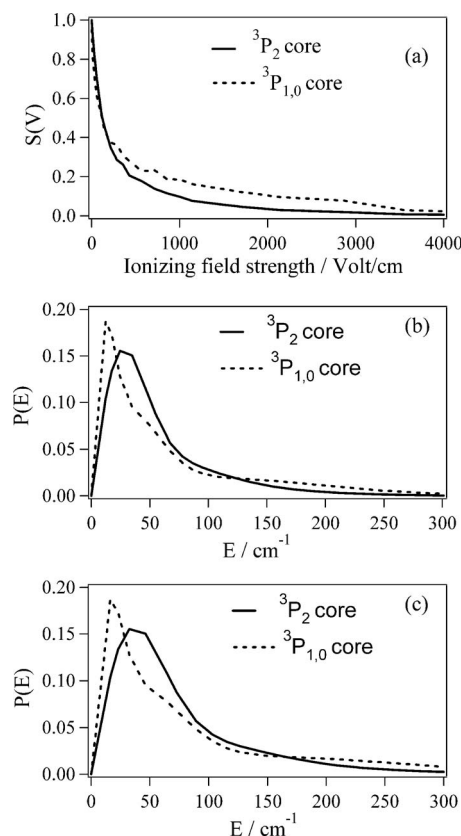 1.0
0.8
0.6
0.4
0.2
0.0
S(V)
³P₂ core
³P₁,₀ core
(a)
0 1000 2000 3000 4000
Ionizing field strength / Volt/cm
0.20
0.15
0.10
0.05
0.00
P(E)
³P₂ core
³P₁,₀ core
(b)
0 50 100 150 200 250 300
E / cm⁻¹
0.20
0.15
0.10
0.05
0.00
P(E)
³P₂ core
³P₁,₀ core
(c)
0 50 100 150 200 250 300
E / cm⁻¹